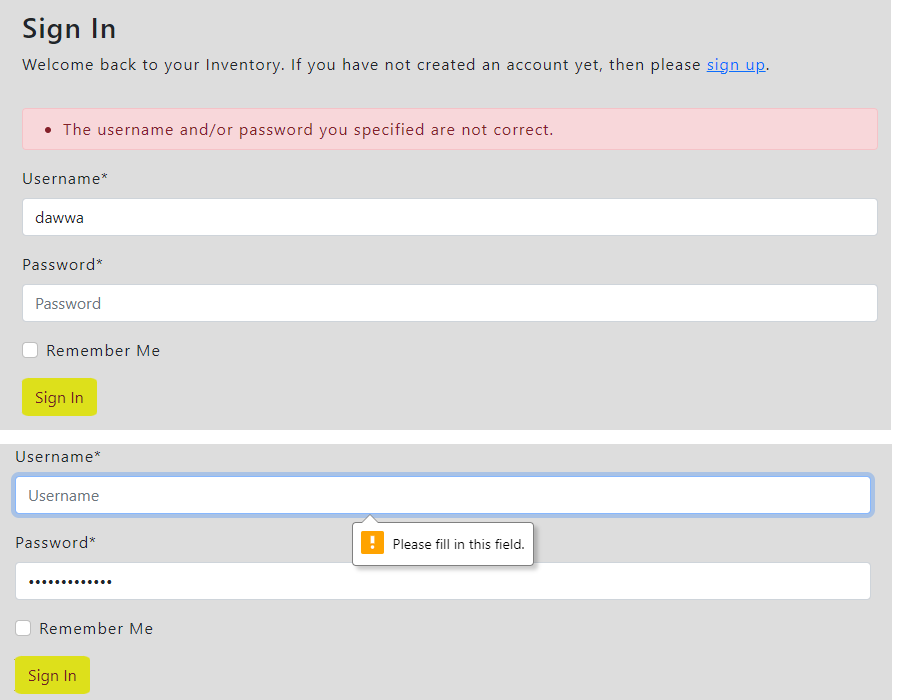 Sign In
Welcome back to your Inventory. If you have not created an account yet, then please sign up.
• The username and/or password you specified are not correct.
Username*
dawwa
Password*
Password
Remember Me
Sign In
Username*
Username
Please fill in this field.
Password*
•••••••••••••
Remember Me
Sign In